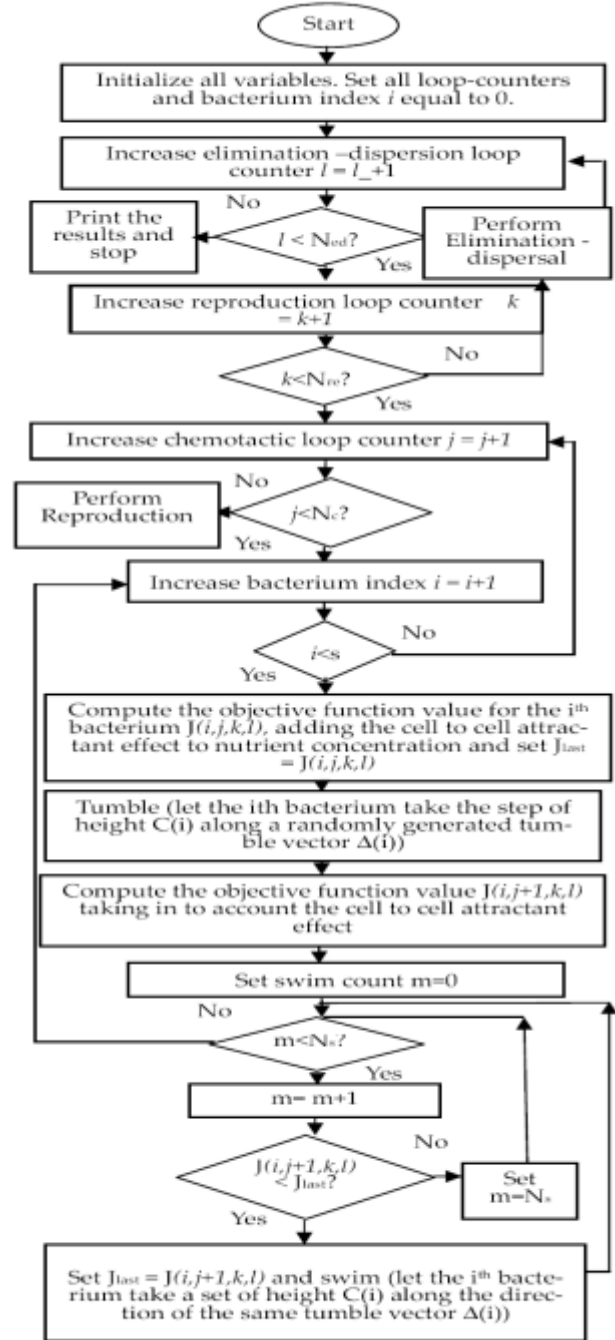 Start
Initialize all variables. Set all loop-counters
and bacterium index i equal to 0.
Increase elimination –dispersion loop
counter l = l_+1
No
Print the
results and
stop
l < Ned?
Yes
Perform
Elimination -
dispersal
Increase reproduction loop counter k
= k+1
No
k<Nre?
Yes
Increase chemotactic loop counter j = j+1
No
Perform
Reproduction
j<Nc?
Yes
Increase bacterium index i = i+1
No
i<s
Yes
Compute the objective function value for the ith
bacterium J(i,j,k,l), adding the cell to cell attrac-
tant effect to nutrient concentration and set Jlast
= J(i,j,k,l)
Tumble (let the ith bacterium take the step of
height C(i) along a randomly generated tum-
ble vector Δ(i))
Compute the objective function value J(i,j+1,k,l)
taking in to account the cell to cell attractant
effect
Set swim count m=0
No
m<Ns?
Yes
m= m+1
No
J(i,j+1,k,l)
< Jlast?
Set
m=Ns
Yes
Set Jlast = J(i,j+1,k,l) and swim (let the ith bacte-
rium take a set of height C(i) along the direc-
tion of the same tumble vector Δ(i))